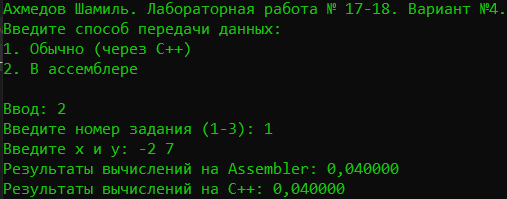 Ахмедов Шамиль. Лабораторная работа № 17-18. Вариант №4.
Введите способ передачи данных:
1. Обычно (через C++)
2. В ассемблере
Ввод: 2
Введите номер задания (1-3): 1
Введите x и y: -2 7
Результаты вычислений на Assembler: 0,040000
Результаты вычислений на C++: 0,040000